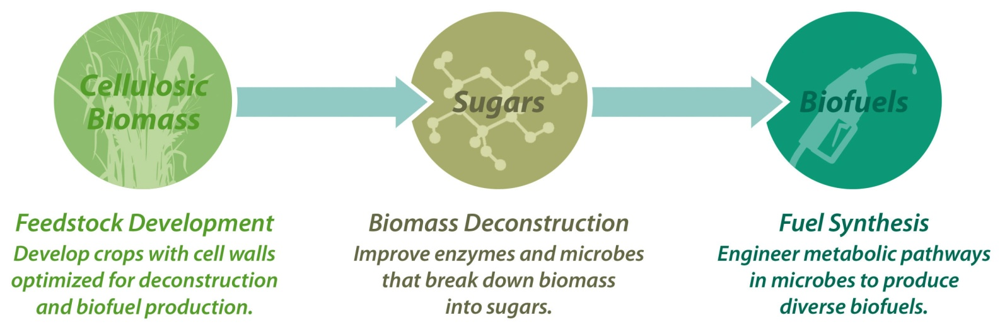 Cellulosic
Biomass
Sugars
Biofuels
Feedstock Development
Develop crops with cell walls
optimized for deconstruction
and biofuel production.
Biomass Deconstruction
Improve enzymes and microbes
that break down biomass
into sugars.
Fuel Synthesis
Engineer metabolic pathways
in microbes to produce
diverse biofuels.